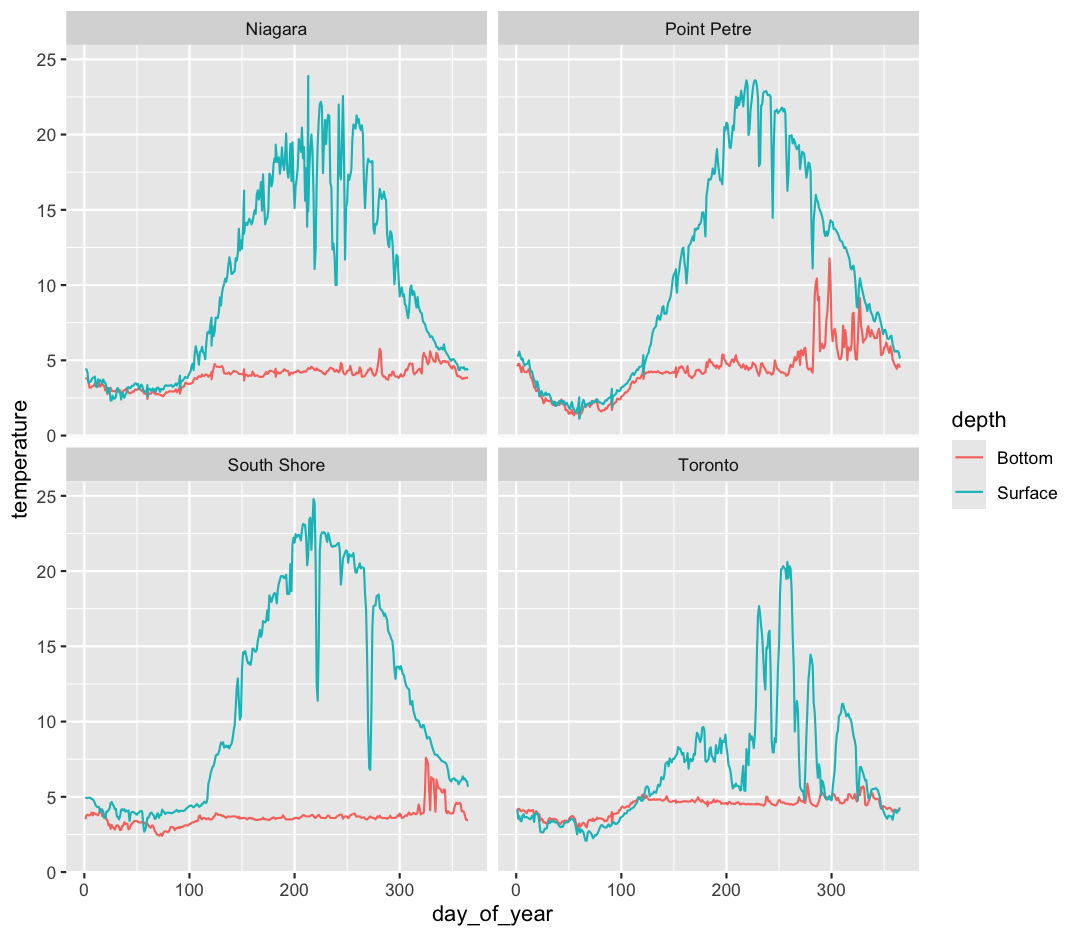 Niagara
Point Petre
25
20
15
10
5
0
South Shore
Toronto
25
20
15
10
5
0
0
100
200
300
0
100
200
300
day_of_year
temperature
depth
Bottom
Surface